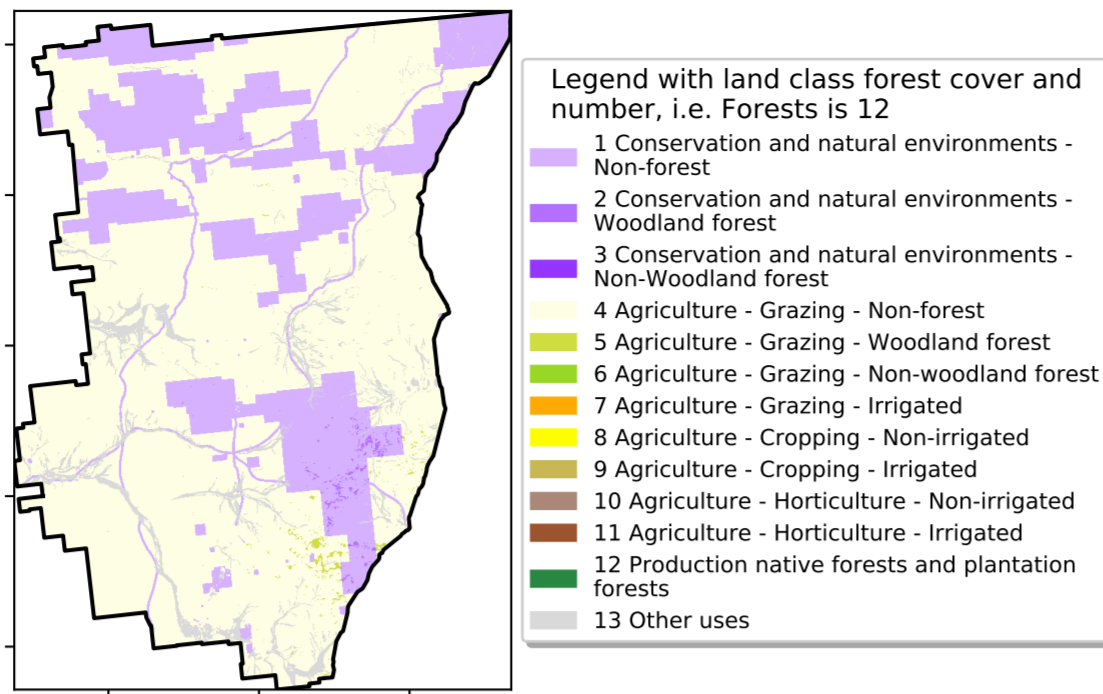 Legend with land class forest cover and
number, i.e. Forests is 12
1 Conservation and natural environments -
Non-forest
2 Conservation and natural environments -
Woodland forest
3 Conservation and natural environments -
Non-Woodland forest
4 Agriculture - Grazing - Non-forest
5 Agriculture - Grazing - Woodland forest
6 Agriculture - Grazing - Non-woodland forest
7 Agriculture - Grazing - Irrigated
8 Agriculture - Cropping - Non-irrigated
9 Agriculture - Cropping - Irrigated
10 Agriculture - Horticulture - Non-irrigated
11 Agriculture - Horticulture - Irrigated
12 Production native forests and plantation
forests
13 Other uses